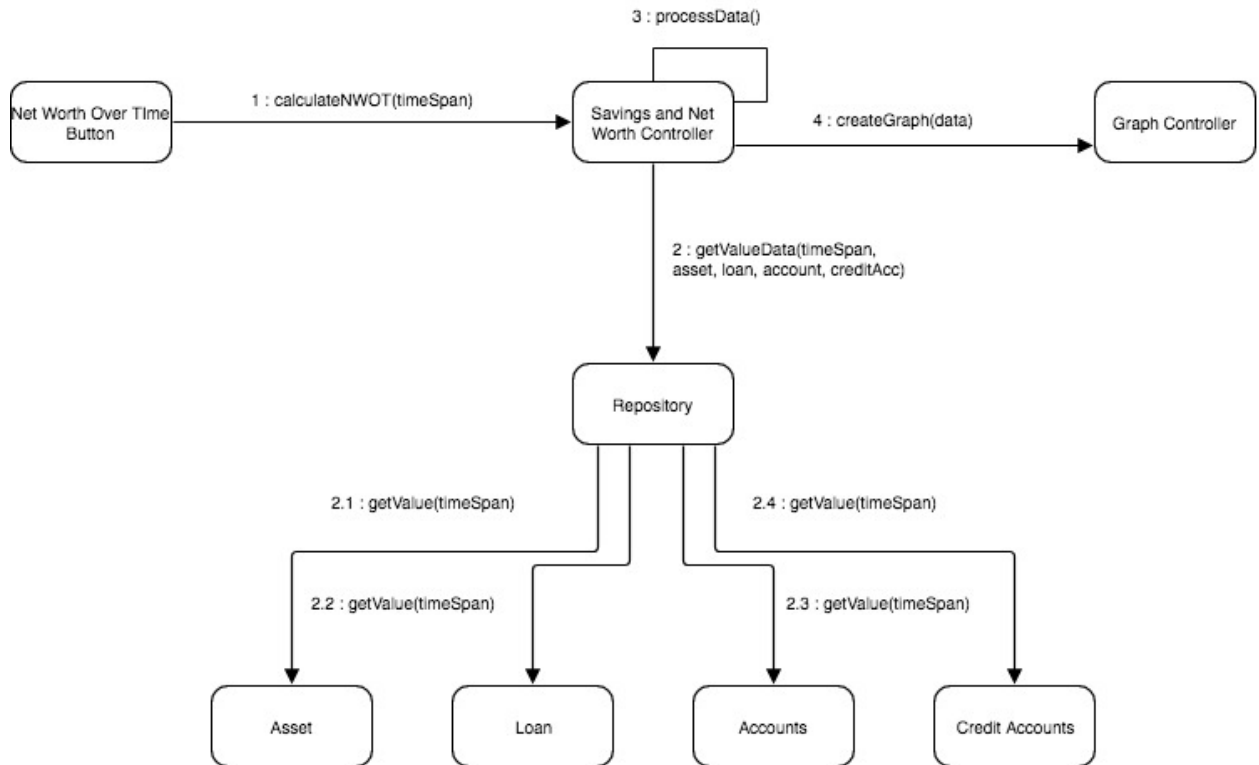 3 : processData()
Net Worth Over TIme
Button
1 : calculateNWOT(timeSpan)
Savings and Net
Worth Controller
4 : createGraph(data)
Graph Controller
2 : getValueData(timeSpan,
asset, loan, account, creditAcc)
Repository
2.1 : getValue(timeSpan)
2.4 : getValue(timeSpan)
2.2 : getValue(timeSpan)
2.3 : getValue(timeSpan)
Asset
Loan
Accounts
Credit Accounts